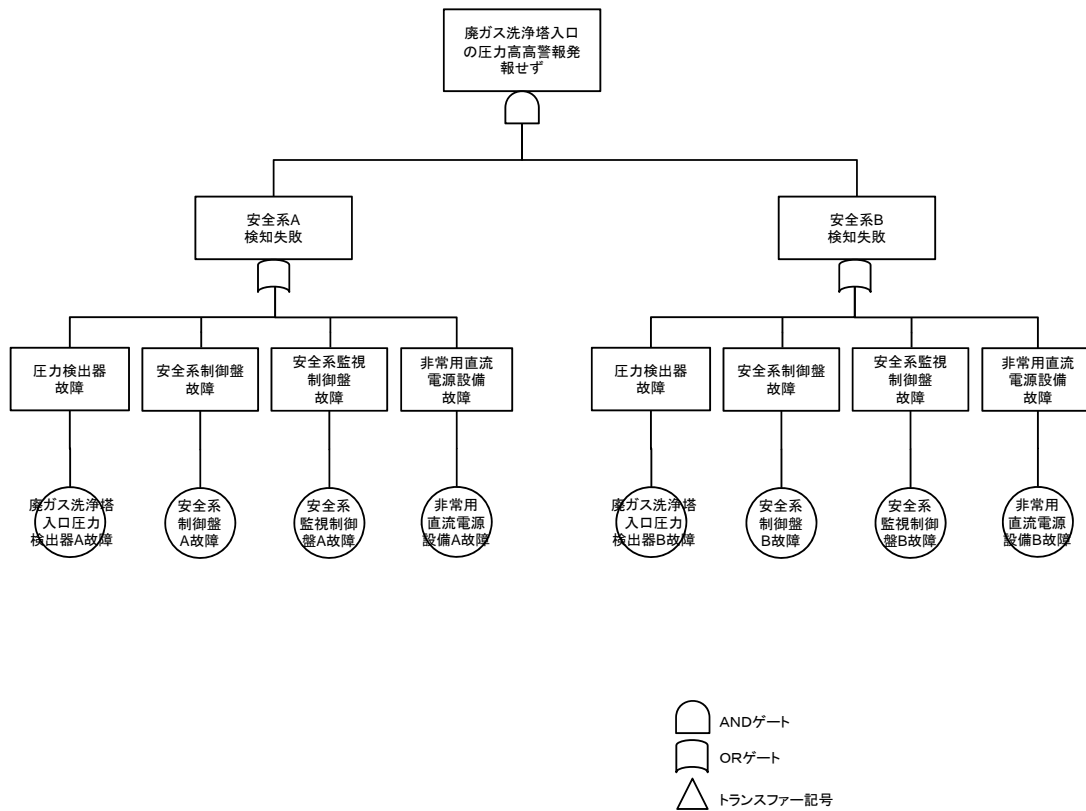 廃ガス洗浄塔入口
の圧力高高警報発
報せず
安全系A
検知失敗
安全系B
検知失敗
圧力検出器
故障
安全系制御盤
故障
安全系監視
制御盤
故障
非常用直流
電源設備
故障
圧力検出器
故障
安全系制御盤
故障
安全系監視
制御盤
故障
非常用直流
電源設備
故障
廃ガス洗浄塔
入口圧力
検出器A故障
安全系
制御盤
A故障
安全系
監視制御
盤A故障
非常用
直流電源
設備A故障
廃ガス洗浄塔
入口圧力
検出器B故障
安全系
制御盤
B故障
安全系
監視制御
盤B故障
非常用
直流電源
設備B故障
ANDゲート
ORゲート
トランスファー記号